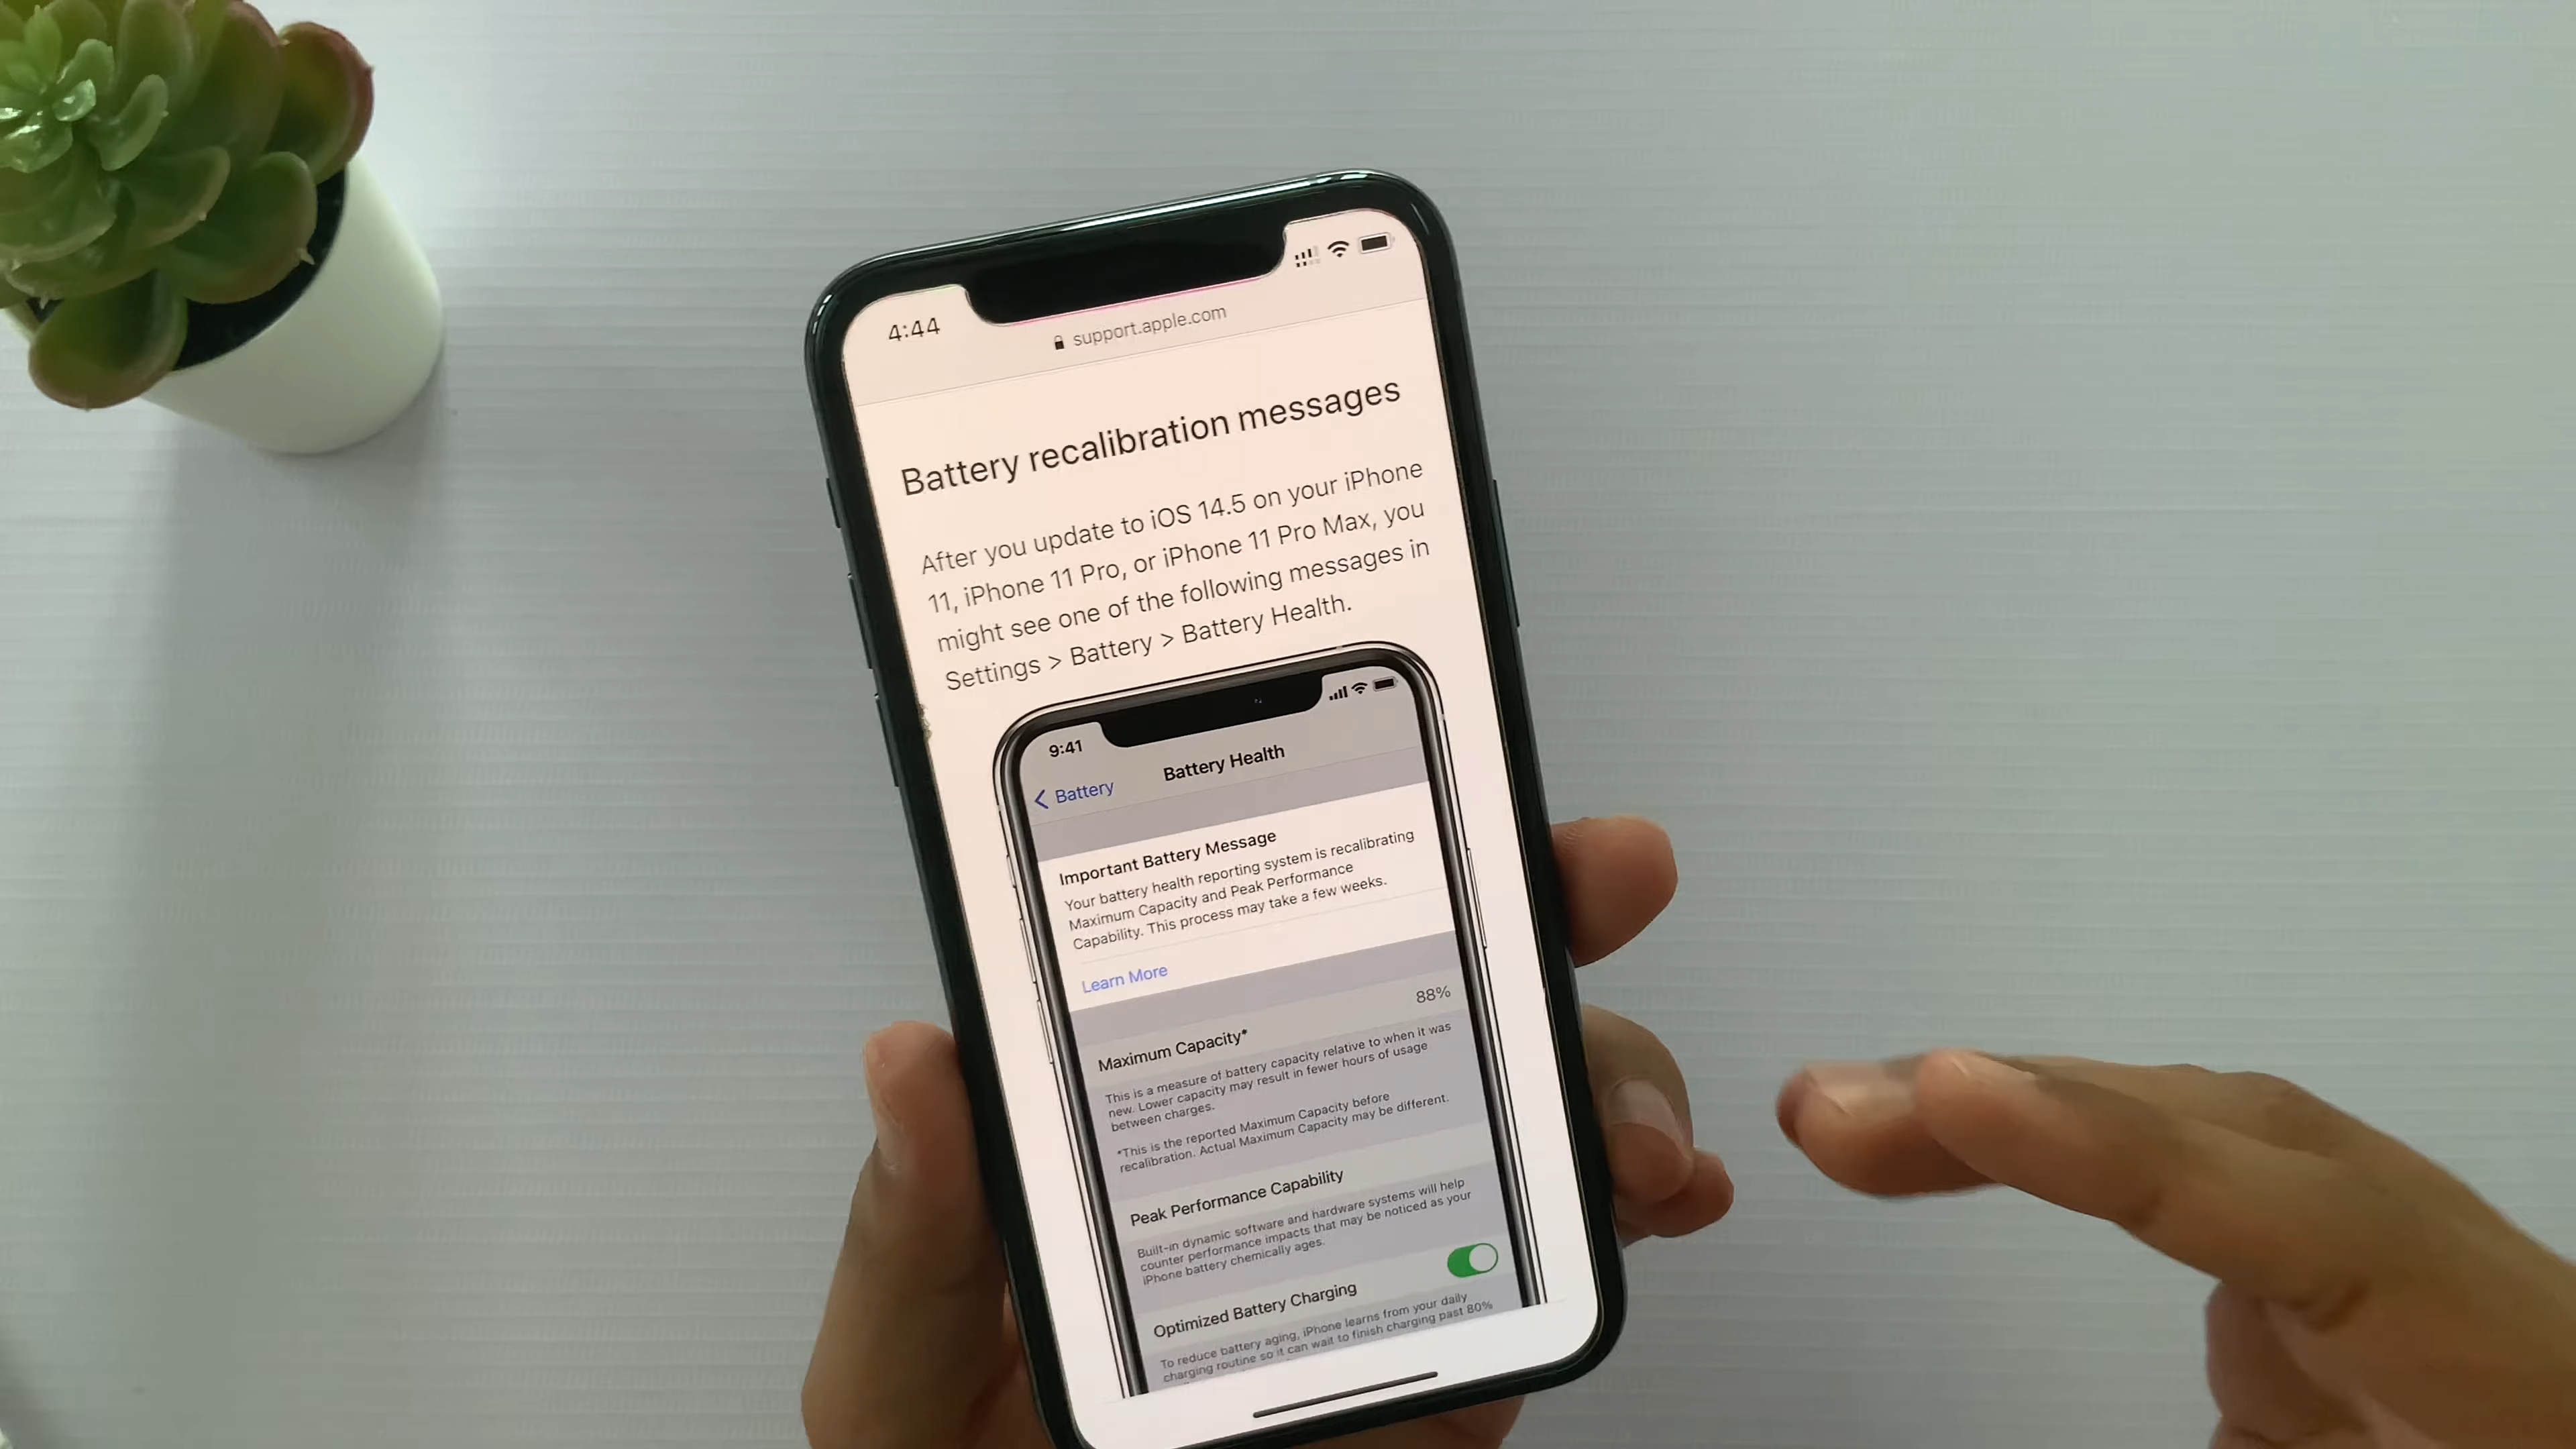 4:44
support.apple.com
Battery recalibration messages
After you update to iOS 14.5 on your iPhone
11, iPhone 11 Pro, or iPhone 11 Pro Max, you
might see one of the following messages in
Settings > Battery > Battery Health.
9:41
Battery
Battery Health
Important Battery Message
Your battery health reporting system is recalibrating
Maximum Capacity and Peak Performance
Capability. This process may take a few weeks.
Learn More
Maximum Capacity*
88%
This is a measure of battery capacity relative to when it was
new. Lower capacity may result in fewer hours of usage
between charges.
*This is the reported Maximum Capacity before
recalibration. Actual Maximum Capacity may be different.
Peak Performance Capability
Built-in dynamic software and hardware systems will help
counter performance impacts that may be noticed as your
iPhone battery chemically ages.
Optimized Battery Charging
To reduce battery aging, iPhone learns from your daily
charging routine so it can wait to finish charging past 80%